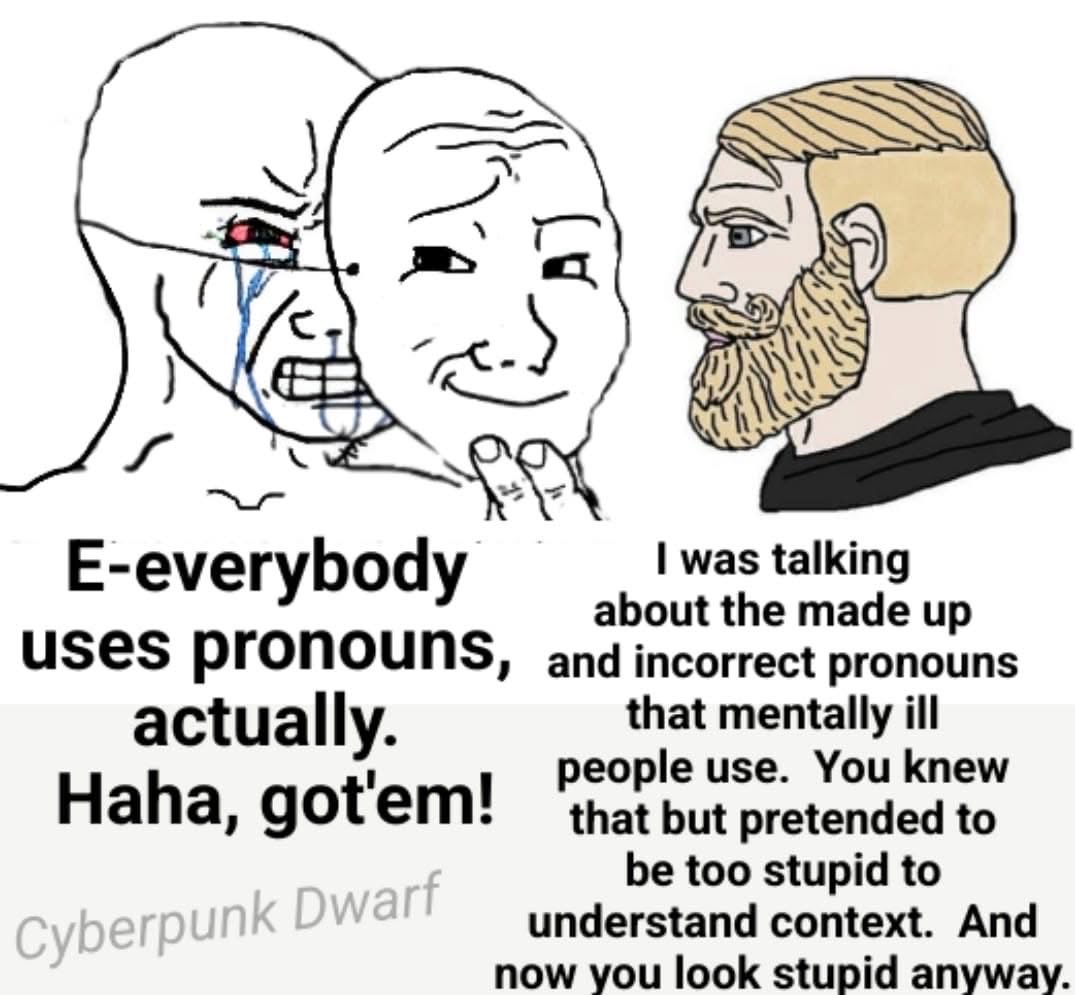 E-everybody
uses pronouns,
actually.
Haha, got'em!
Cyberpunk Dwarf
I was talking
about the made up
and incorrect pronouns
that mentally ill
people use.  You knew
that but pretended to
be too stupid to
understand context.  And
now you look stupid anyway.